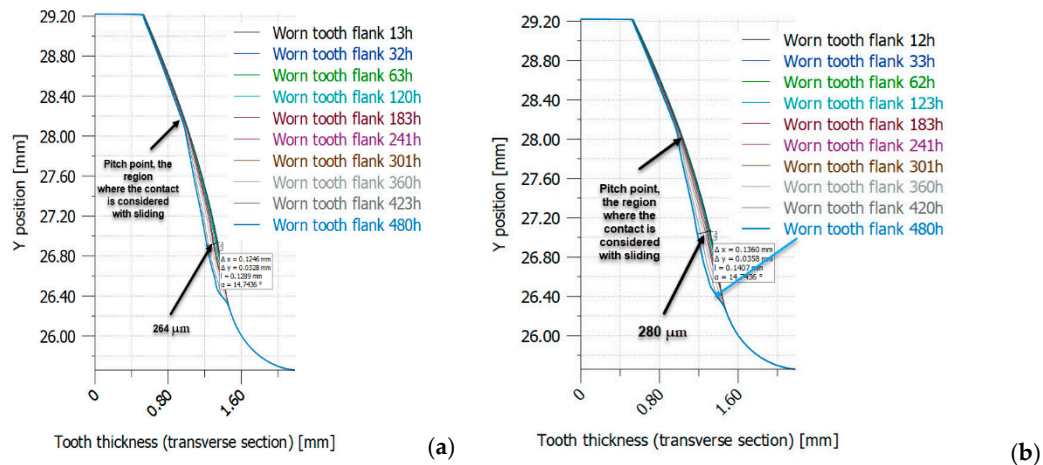 29.20
28.80
28.40
28.00
27.60
27.20
26.80
26.40
26.00
Y position [mm]
Worn tooth flank 13h
Worn tooth flank 32h
Worn tooth flank 63h
Worn tooth flank 120h
Worn tooth flank 183h
Worn tooth flank 241h
Worn tooth flank 301h
Worn tooth flank 360h
Worn tooth flank 423h
Worn tooth flank 480h
Pitch point, the
region
where the contact
is considered
with sliding
Δ x = 0.1246 mm
Δ y = 0.0328 mm
l = 0.1289 mm
α = 14.7436 °
264 μm
0
0.80
1.60
Tooth thickness (transverse section) [mm]
(a)
29.20
28.80
28.40
28.00
27.60
27.20
26.80
26.40
26.00
Y position [mm]
Worn tooth flank 12h
Worn tooth flank 33h
Worn tooth flank 62h
Worn tooth flank 123h
Worn tooth flank 183h
Worn tooth flank 241h
Worn tooth flank 301h
Worn tooth flank 360h
Worn tooth flank 420h
Worn tooth flank 480h
Pitch point,
the region
where the
contact is
considered
with sliding
Δ x = 0.1360 mm
Δ y = 0.0358 mm
l = 0.1407 mm
α = 14.7436 °
280 μm
0
0.80
1.60
Tooth thickness (transverse section) [mm]
(b)